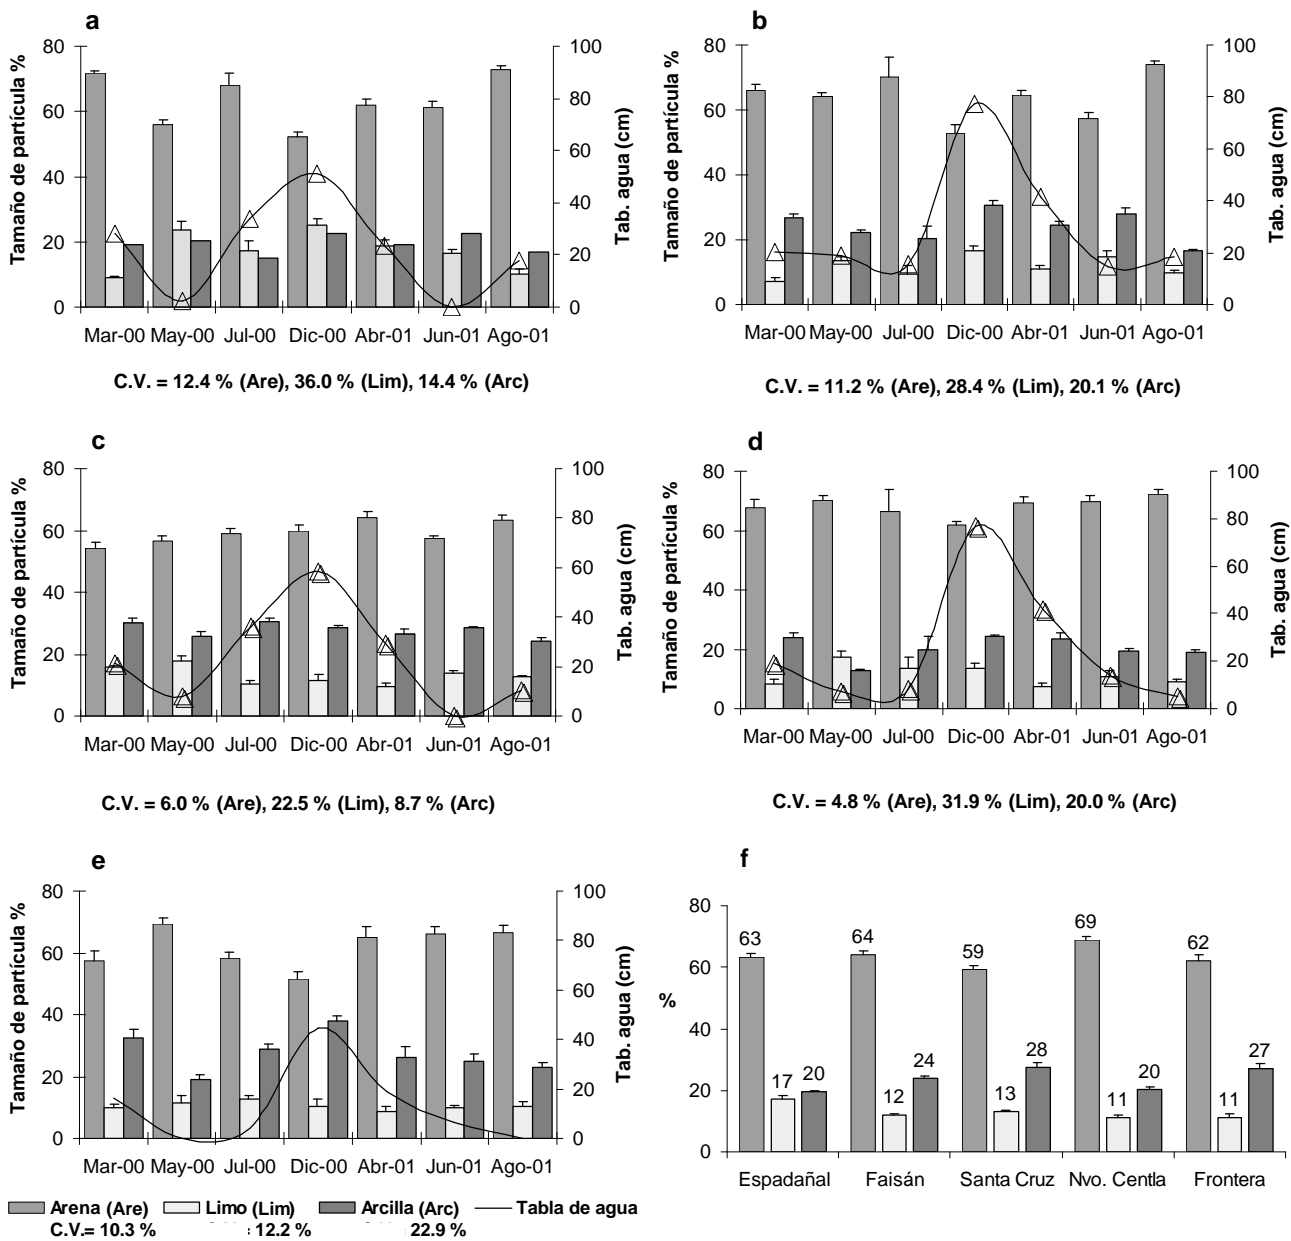 a
Tamaño de partícula %
80
60
40
20
0
100
80
60
40
20
0
Tab. agua (cm)
Mar-00 May-00 Jul-00 Dic-00 Abr-01 Jun-01 Ago-01
C.V. = 12.4 % (Are), 36.0 % (Lim), 14.4 % (Arc)
b
Tamaño de partícula %
80
60
40
20
0
100
80
60
40
20
0
Tab. agua (cm)
Mar-00 May-00 Jul-00 Dic-00 Abr-01 Jun-01 Ago-01
C.V. = 11.2 % (Are), 28.4 % (Lim), 20.1 % (Arc)
c
Tamaño de partícula %
80
60
40
20
0
100
80
60
40
20
0
Tab. agua (cm)
Mar-00 May-00 Jul-00 Dic-00 Abr-01 Jun-01 Ago-01
C.V. = 6.0 % (Are), 22.5 % (Lim), 8.7 % (Arc)
d
Tamaño de partícula %
80
60
40
20
0
100
80
60
40
20
0
Tab. agua (cm)
Mar-00 May-00 Jul-00 Dic-00 Abr-01 Jun-01 Ago-01
C.V. = 4.8 % (Are), 31.9 % (Lim), 20.0 % (Arc)
e
Tamaño de partícula %
80
60
40
20
0
100
80
60
40
20
0
Tab. agua (cm)
Mar-00 May-00 Jul-00 Dic-00 Abr-01 Jun-01 Ago-01
Arena (Are) Limo (Lim) Arcilla (Arc) Tabla de agua
C.V.= 10.3 % 12.2 % 22.9 %
f
%
80
60
40
20
0
63 17 20
64 12 24
59 13 28
69 11 20
62 11 27
Espadañal Faisán Santa Cruz Nvo. Centla Frontera